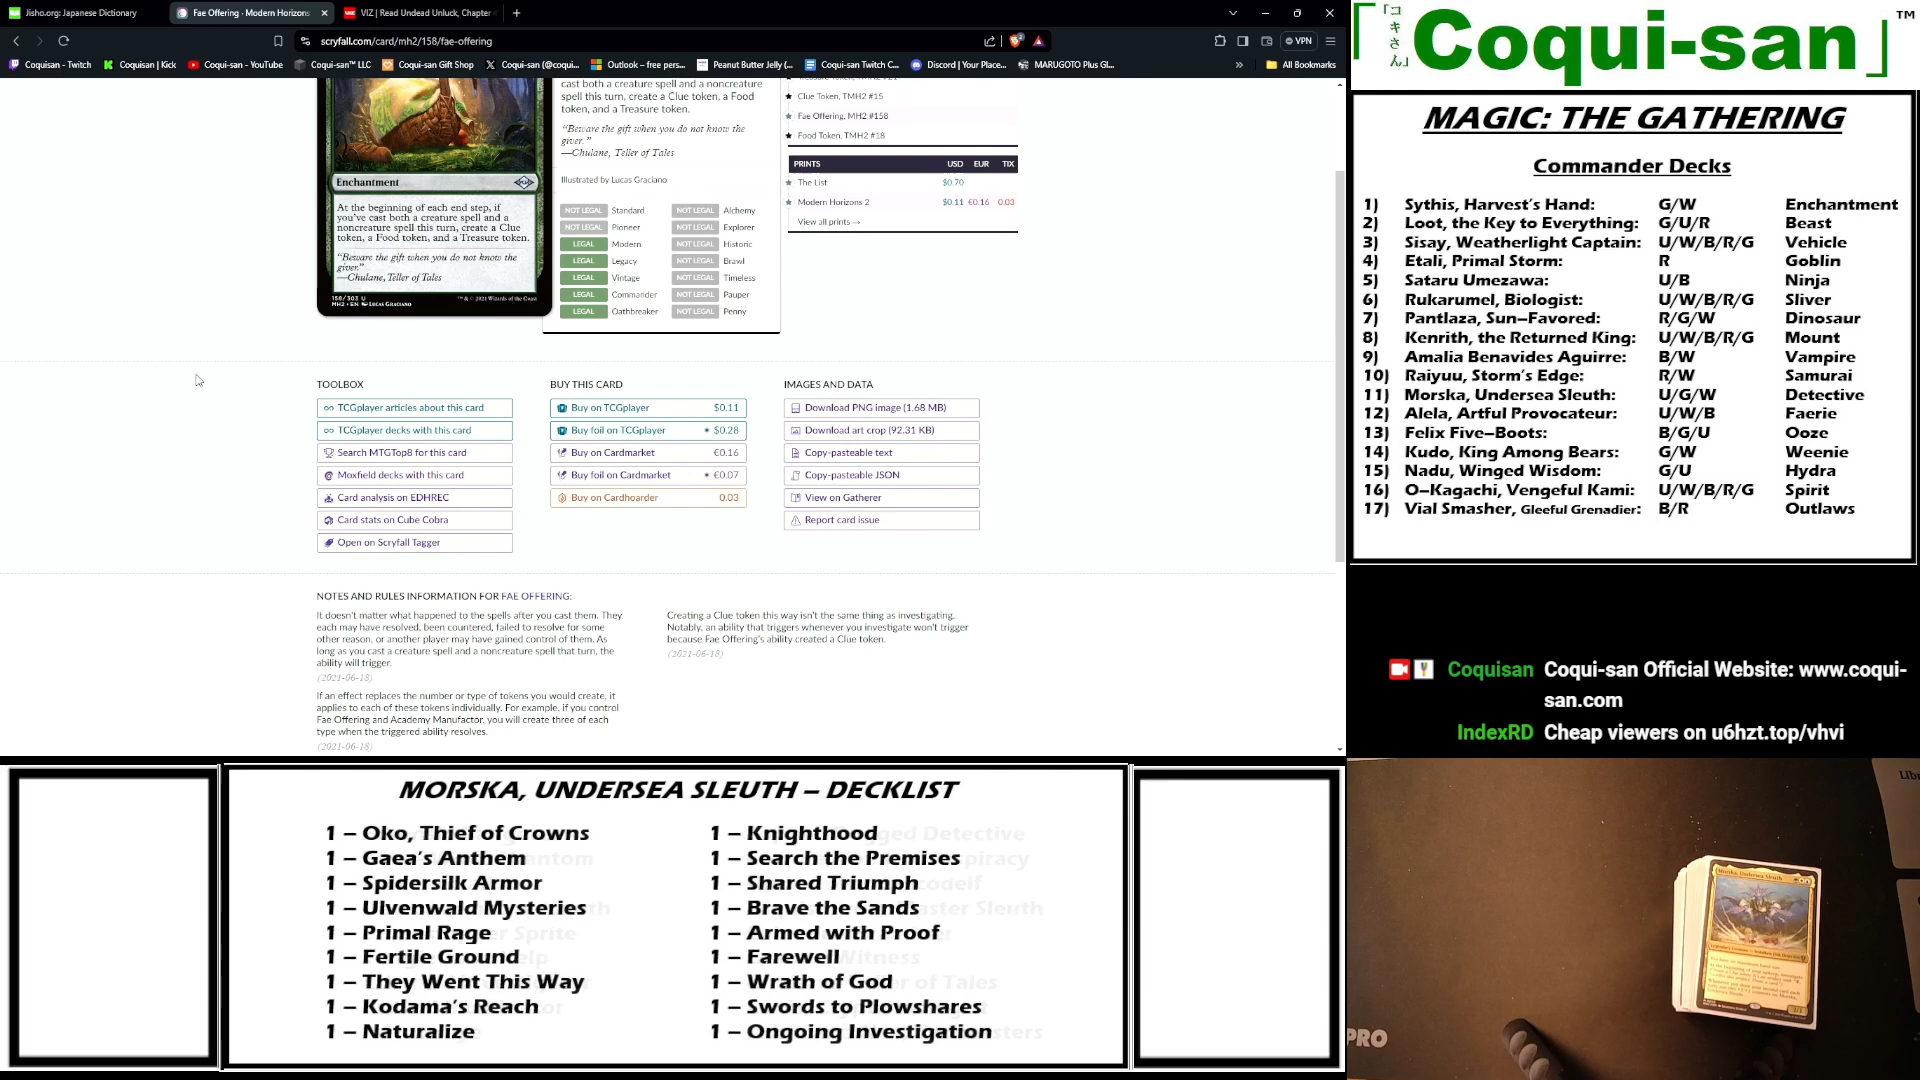 Jisho.org: Japanese Dictionary
Fae Offering · Modern Horizons
VIZ | Read Undead Unluck, Chapter
scryfall.com/card/mh2/158/fae-offering
VPN
Coquisan - Twitch
Coquisan | Kick
Coqui-san - YouTube
Coqui-san™ LLC
Coqui-san Gift Shop
Coqui-san (@coqui...
Outlook – free pers...
Peanut Butter Jelly (...
Coqui-san Twitch C...
Discord | Your Place...
MARUGOTO Plus GI...
All Bookmarks
Enchantment
At the beginning of each end step, if
you've cast both a creature spell and a
noncreature spell this turn, create a Clue
token, a Food token, and a Treasure token.
"Beware the gift when you do not know the
giver."
—Chulane, Teller of Tales
158/303 U
MH2 • EN LUCAS GRACIANO
™ & © 2021 Wizards of the Coast
cast both a creature spell and a noncreature
spell this turn, create a Clue token, a Food
token, and a Treasure token.
"Beware the gift when you do not know the
giver."
—Chulane, Teller of Tales
Illustrated by Lucas Graciano
NOT LEGAL Standard NOT LEGAL Alchemy
NOT LEGAL Pioneer NOT LEGAL Explorer
LEGAL Modern NOT LEGAL Historic
LEGAL Legacy NOT LEGAL Brawl
LEGAL Vintage NOT LEGAL Timeless
LEGAL Commander NOT LEGAL Pauper
LEGAL Oathbreaker NOT LEGAL Penny
Clue Token, TMH2 #15
Fae Offering, MH2 #158
Food Token, TMH2 #18
PRINTS USD EUR TIX
The List $0.70
Modern Horizons 2 $0.11 €0.16 0.03
View all prints →
TOOLBOX
TCGplayer articles about this card
TCGplayer decks with this card
Search MTGTop8 for this card
Moxfield decks with this card
Card analysis on EDHREC
Card stats on Cube Cobra
Open on Scryfall Tagger
BUY THIS CARD
Buy on TCGplayer $0.11
Buy foil on TCGplayer ✶ $0.28
Buy on Cardmarket €0.16
Buy foil on Cardmarket ✶ €0.07
Buy on Cardhoarder 0.03
IMAGES AND DATA
Download PNG image (1.68 MB)
Download art crop (92.31 KB)
Copy-pasteable text
Copy-pasteable JSON
View on Gatherer
Report card issue
NOTES AND RULES INFORMATION FOR FAE OFFERING:
It doesn't matter what happened to the spells after you cast them. They
each may have resolved, been countered, failed to resolve for some
other reason, or another player may have gained control of them. As
long as you cast a creature spell and a noncreature spell that turn, the
ability will trigger.
(2021-06-18)
If an effect replaces the number or type of tokens you would create, it
applies to each of these tokens individually. For example, if you control
Fae Offering and Academy Manufactor, you will create three of each
type when the triggered ability resolves.
(2021-06-18)
Creating a Clue token this way isn't the same thing as investigating.
Notably, an ability that triggers whenever you investigate won't trigger
because Fae Offering's ability created a Clue token.
(2021-06-18)
「コキさん」
「Coqui-san」™
MAGIC: THE GATHERING
Commander Decks
1) Sythis, Harvest's Hand: G/W Enchantment
2) Loot, the Key to Everything: G/U/R Beast
3) Sisay, Weatherlight Captain: U/W/B/R/G Vehicle
4) Etali, Primal Storm: R Goblin
5) Sataru Umezawa: U/B Ninja
6) Rukarumel, Biologist: U/W/B/R/G Sliver
7) Pantlaza, Sun–Favored: R/G/W Dinosaur
8) Kenrith, the Returned King: U/W/B/R/G Mount
9) Amalia Benavides Aguirre: B/W Vampire
10) Raiyuu, Storm's Edge: R/W Samurai
11) Morska, Undersea Sleuth: U/G/W Detective
12) Alela, Artful Provocateur: U/W/B Faerie
13) Felix Five–Boots: B/G/U Ooze
14) Kudo, King Among Bears: G/W Weenie
15) Nadu, Winged Wisdom: G/U Hydra
16) O–Kagachi, Vengeful Kami: U/W/B/R/G Spirit
17) Vial Smasher, Gleeful Grenadier: B/R Outlaws
Coquisan Coqui-san Official Website: www.coqui-
san.com
IndexRD Cheap viewers on u6hzt.top/vhvi
MORSKA, UNDERSEA SLEUTH – DECKLIST
1 – Oko, Thief of Crowns
1 – Gaea's Anthem
1 – Spidersilk Armor
1 – Ulvenwald Mysteries
1 – Primal Rage
1 – Fertile Ground
1 – They Went This Way
1 – Kodama's Reach
1 – Naturalize
1 – Knighthood
1 – Search the Premises
1 – Shared Triumph
1 – Brave the Sands
1 – Armed with Proof
1 – Farewell
1 – Wrath of God
1 – Swords to Plowshares
1 – Ongoing Investigation
Morska, Undersea Sleuth
PRO